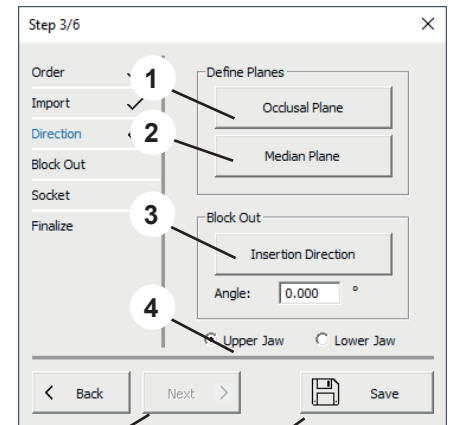 Step 3/6
Order
Import
Direction
Block Out
Socket
Finalize
1
Define Planes
Occlusal Plane
2
Median Plane
3
Block Out
Insertion Direction
Angle: 0.000 °
4
Upper Jaw Lower Jaw
Back Next Save